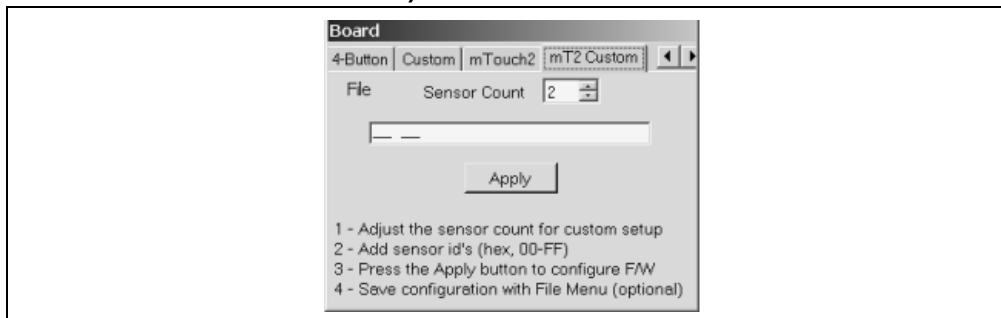 Board
4-Button Custom mTouch2 mT2 Custom
File Sensor Count 2
__ __
Apply
1 - Adjust the sensor count for custom setup
2 - Add sensor id's (hex, 00-FF)
3 - Press the Apply button to configure F/W
4 - Save configuration with File Menu (optional)